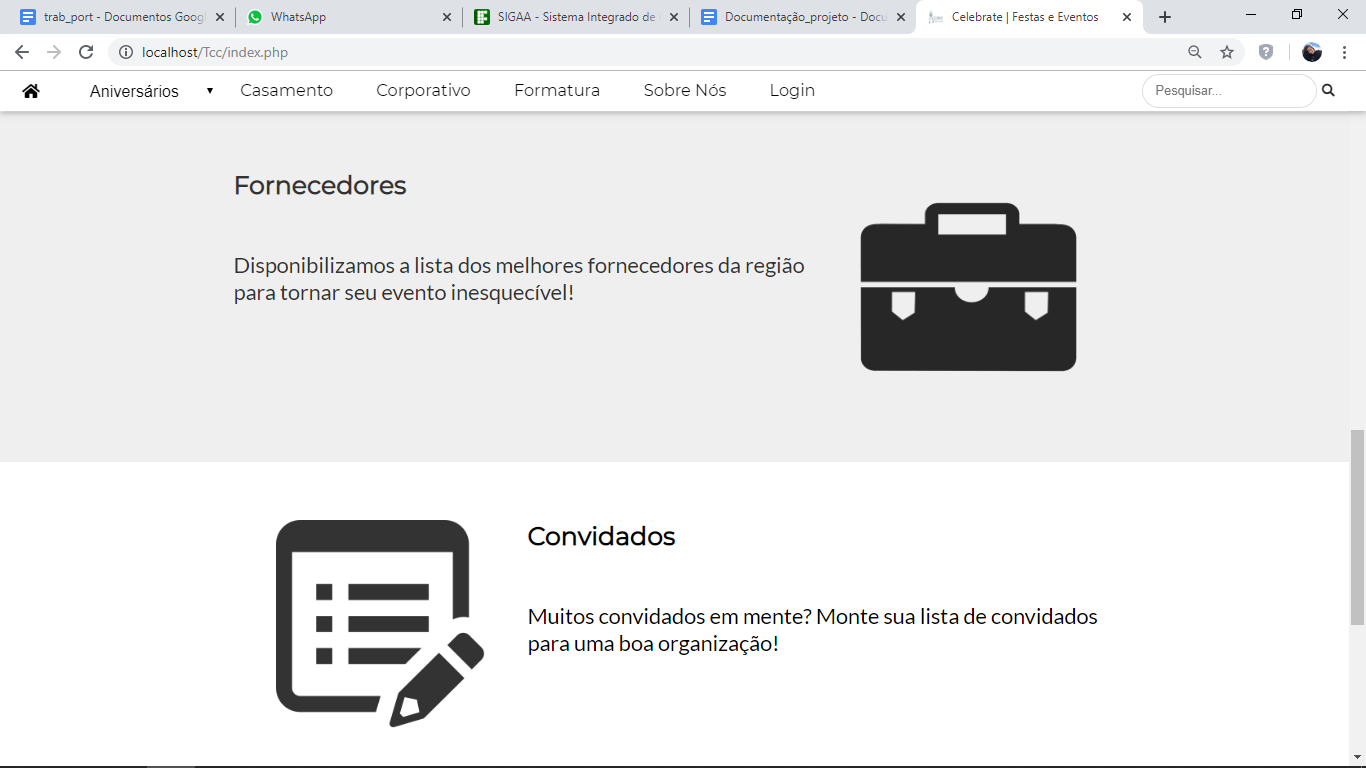 trab_port - Documentos Googl
WhatsApp
SIGAA - Sistema Integrado de
Documentação_projeto - Docu
Celebrate | Festas e Eventos
localhost/Tcc/index.php
Aniversários
Casamento
Corporativo
Formatura
Sobre Nós
Login
Pesquisar...
Fornecedores
Disponibilizamos a lista dos melhores fornecedores da região
para tornar seu evento inesquecível!
Convidados
Muitos convidados em mente? Monte sua lista de convidados
para uma boa organização!